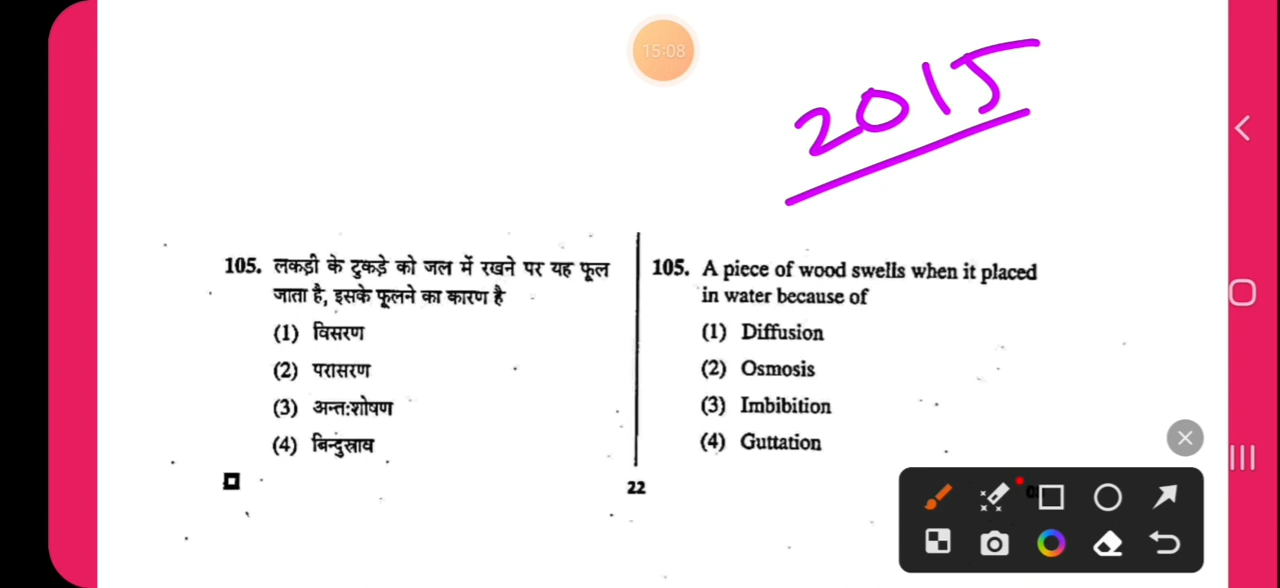 15:08
2015
105. लकड़ी के टुकड़े को जल में रखने पर यह फूल
जाता है, इसके फूलने का कारण है
(1) विसरण
(2) परासरण
(3) अन्त:शोषण
(4) बिन्दुस्राव
105. A piece of wood swells when it placed
in water because of
(1) Diffusion
(2) Osmosis
(3) Imbibition
(4) Guttation
22